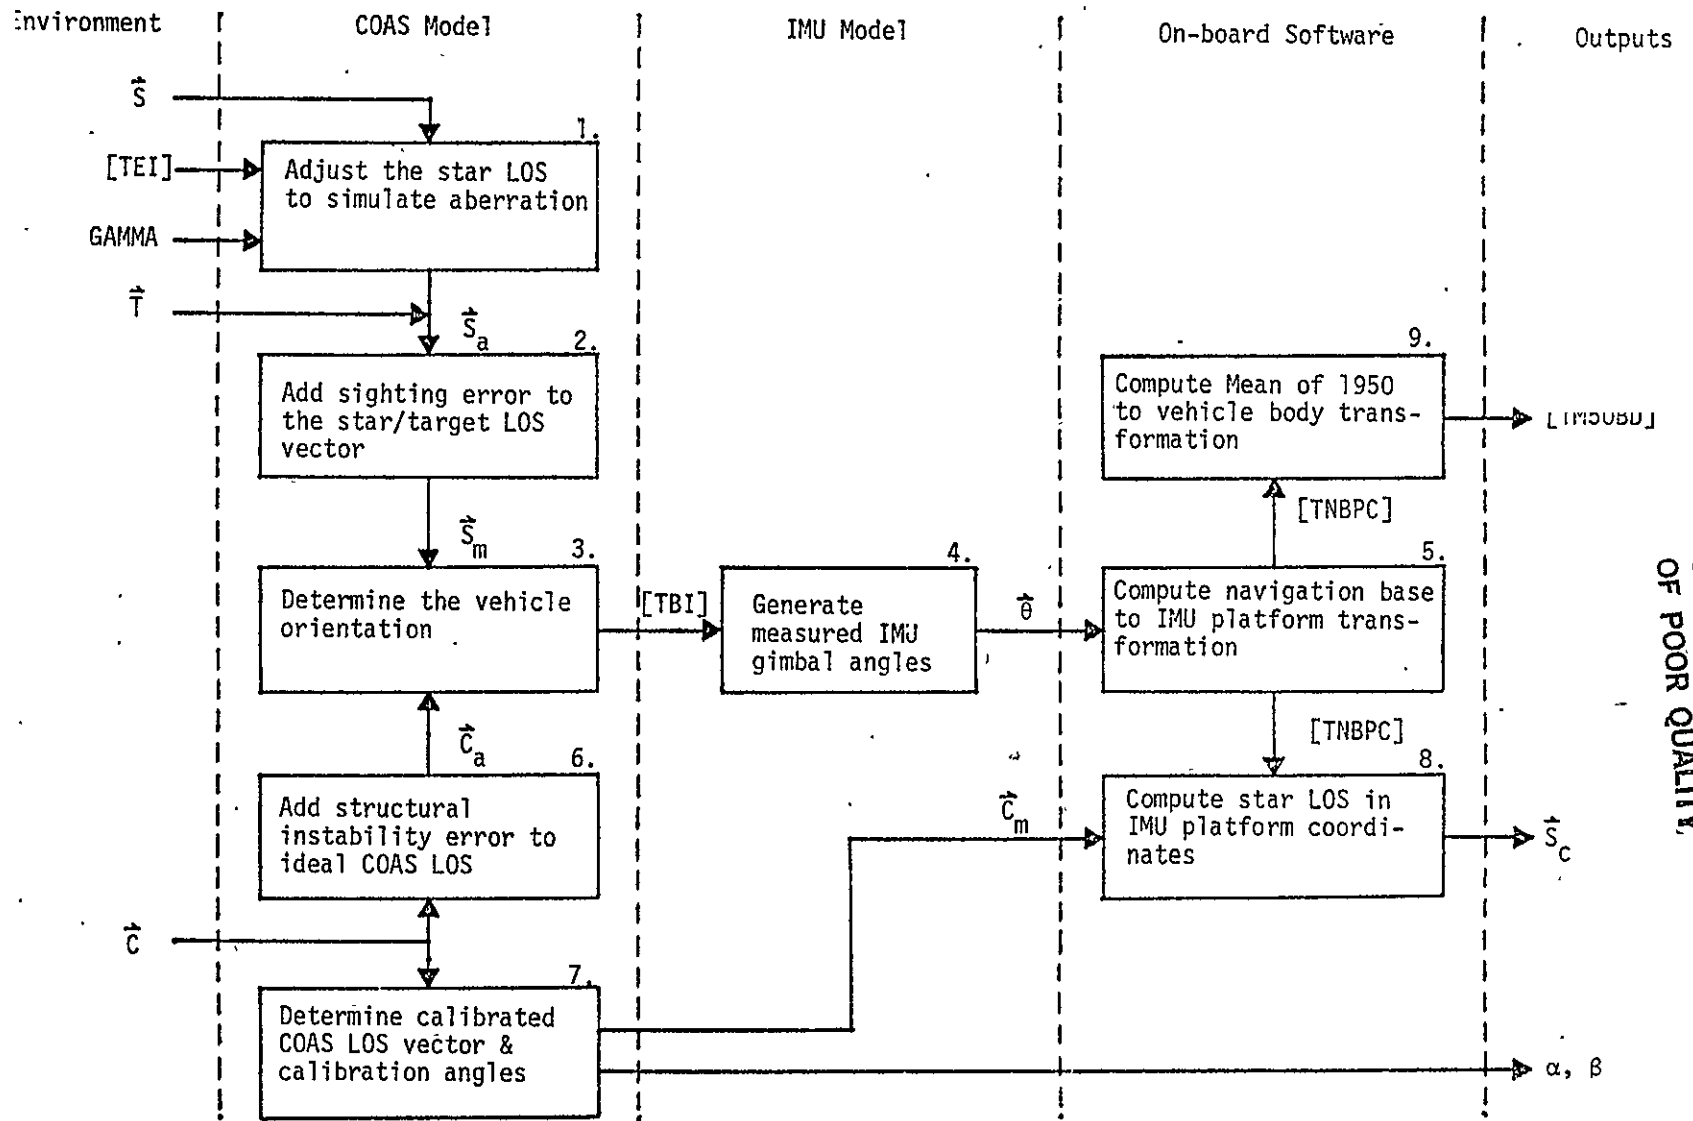 Environment
COAS Model
IMU Model
On-board Software
Outputs
S
[TEI]
GAMMA
T
1.
Adjust the star LOS
to simulate aberration
S_a
2.
Add sighting error to
the star/target LOS
vector
S_m
3.
Determine the vehicle
orientation
[TBI]
4.
Generate
measured IMU
gimbal angles
θ
9.
Compute Mean of 1950
to vehicle body trans-
formation
[TNBPC]
5.
Compute navigation base
to IMU platform trans-
formation
[TNBPC]
8.
Compute star LOS in
IMU platform coordi-
nates
S_c
C_a
6.
Add structural
instability error to
ideal COAS LOS
C_m
C
7.
Determine calibrated
COAS LOS vector &
calibration angles
α, β
OF POOR QUALITY